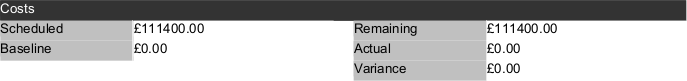 Costs
Scheduled £111400.00 Remaining £111400.00
Baseline £0.00 Actual £0.00
Variance £0.00